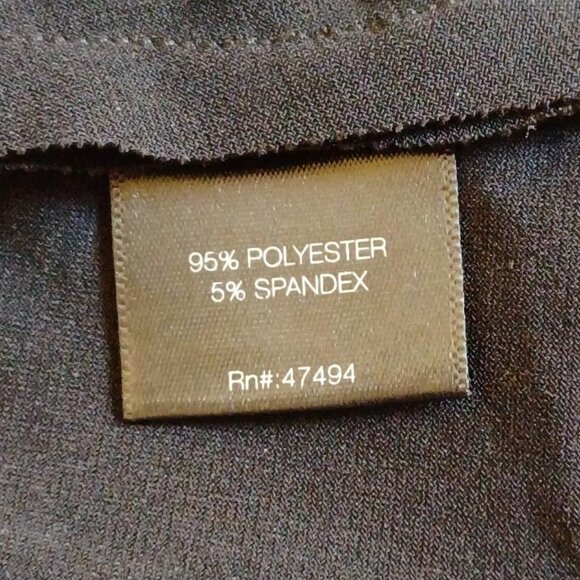 95% POLYESTER
5% SPANDEX
Rn#:47494